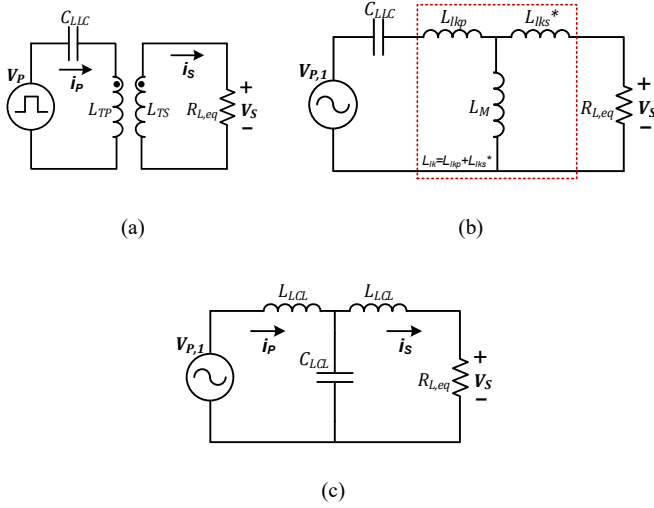 C_LLC
V_P
i_P
i_S
L_TP
L_TS
R_L,eq
+
V_S
−
(a)
C_LLC
L_lkp
L_lks*
V_P,1
L_M
R_L,eq
+
V_S
−
L_lk=L_lkp+L_lks*
(b)
L_LCL
L_LCL
i_P
i_S
V_P,1
C_LCL
R_L,eq
+
V_S
−
(c)